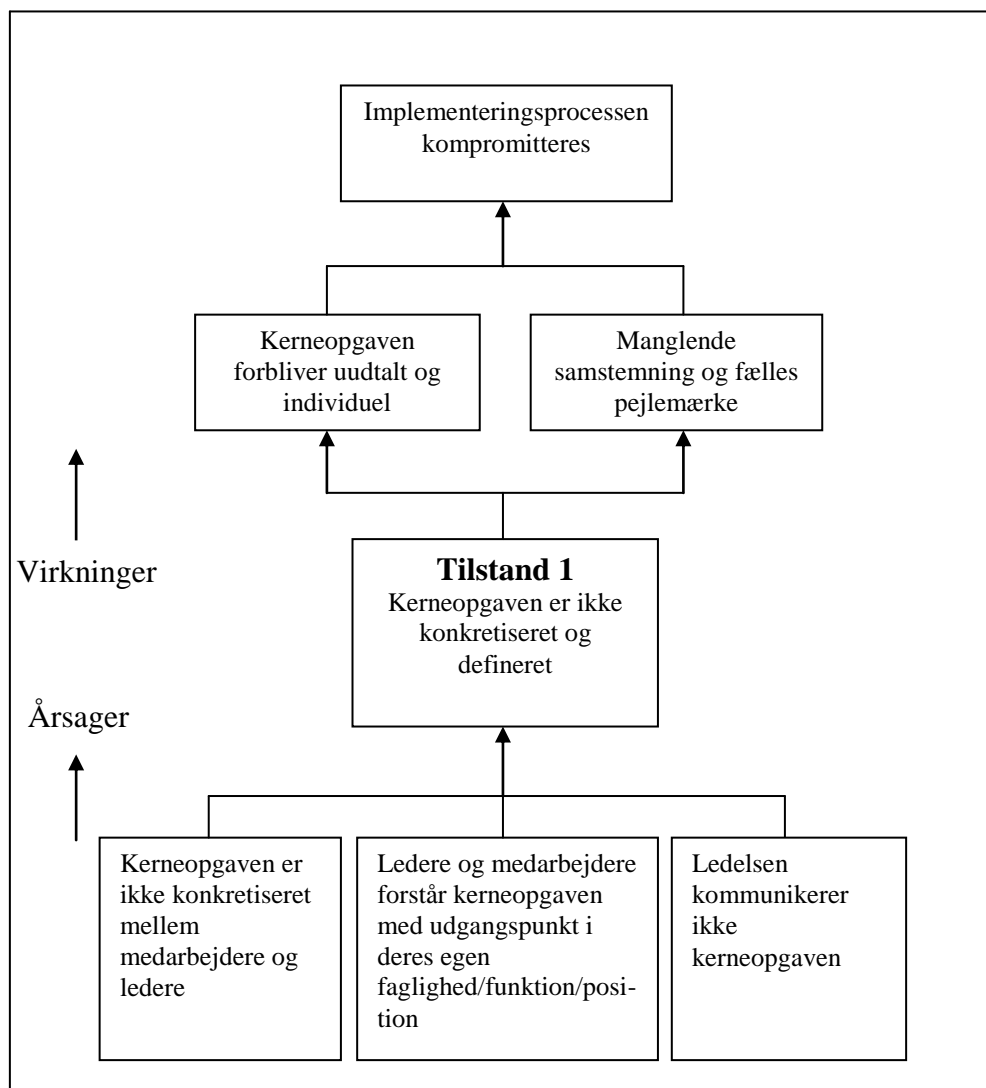 Implementeringsprocessen
kompromitteres
Kerneopgaven
forbliver uudtalt og
individuel
Manglende
samstemning og fælles
pejlemærke
Virkninger
Tilstand 1
Kerneopgaven er ikke
konkretiseret og
defineret
Årsager
Kerneopgaven er
ikke konkretiseret
mellem
medarbejdere og
ledere
Ledere og medarbejdere
forstår kerneopgaven
med udgangspunkt i
deres egen
faglighed/funktion/posi-
tion
Ledelsen
kommunikerer
ikke
kerneopgaven